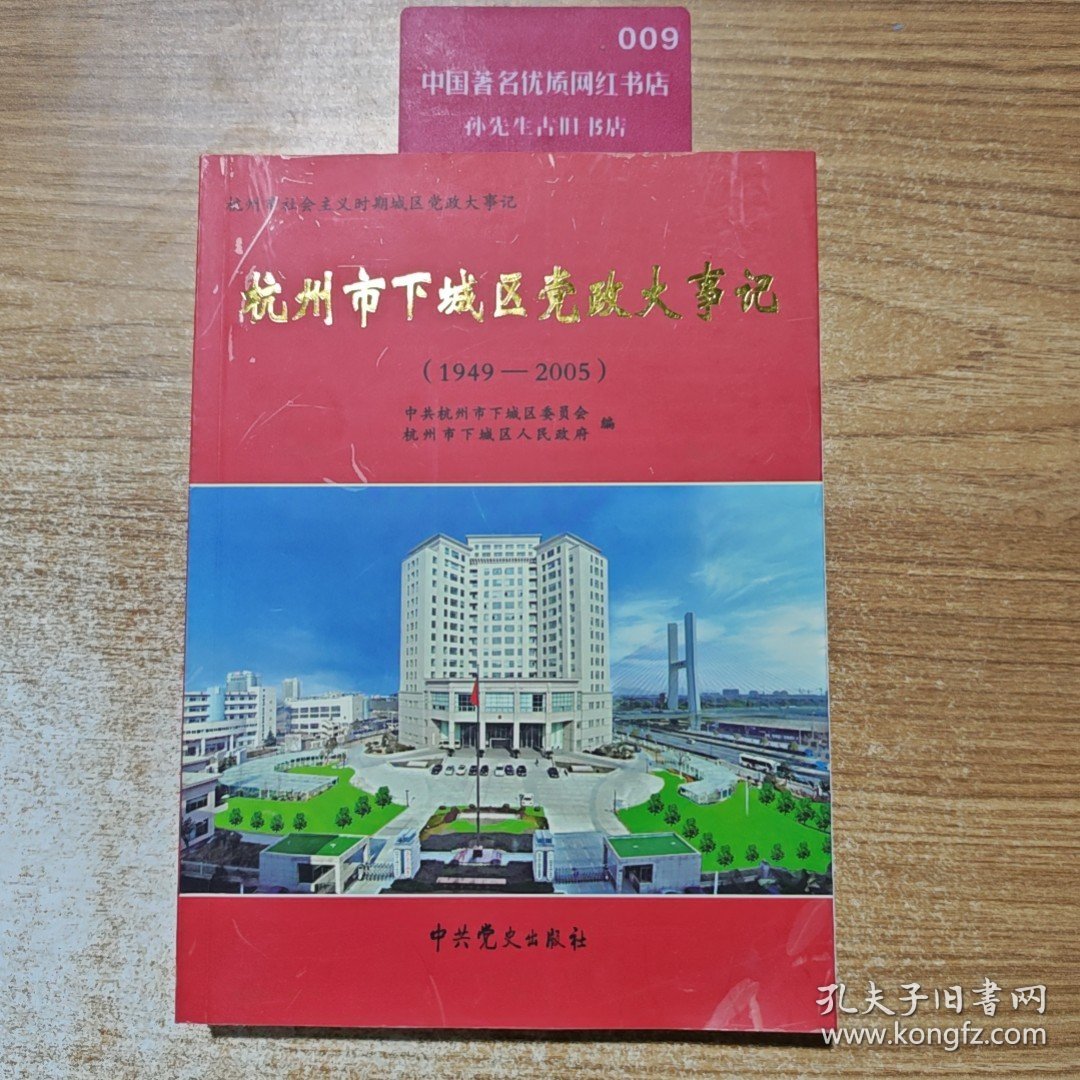 009
中国著名优质网红书店
孙先生古旧书店
杭州市社会主义时期城区党政大事记
杭州市下城区党政大事记
(1949—2005)
中共杭州市下城区委员会
杭州市下城区人民政府
编
中共党史出版社
孔夫子旧書网
www.kongfz.com